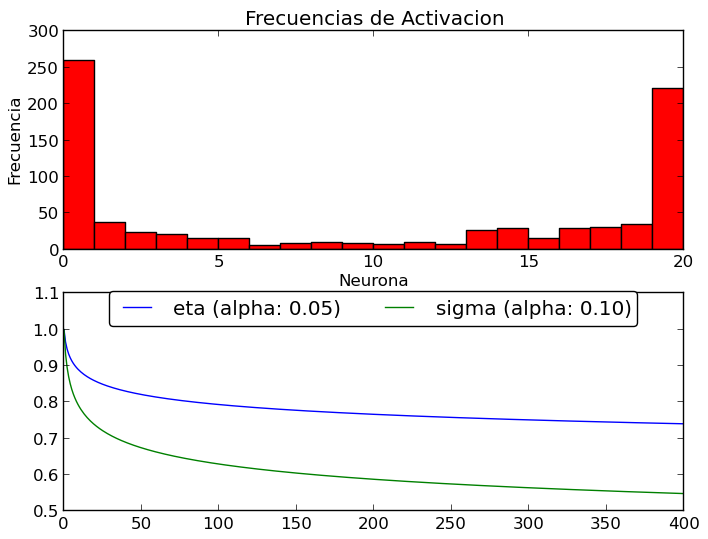 Frecuencias de Activacion
300
250
200
150
100
50
0
Frecuencia
0 5 10 15 20
Neurona
1.1
1.0
0.9
0.8
0.7
0.6
0.5
eta (alpha: 0.05) sigma (alpha: 0.10)
0 50 100 150 200 250 300 350 400